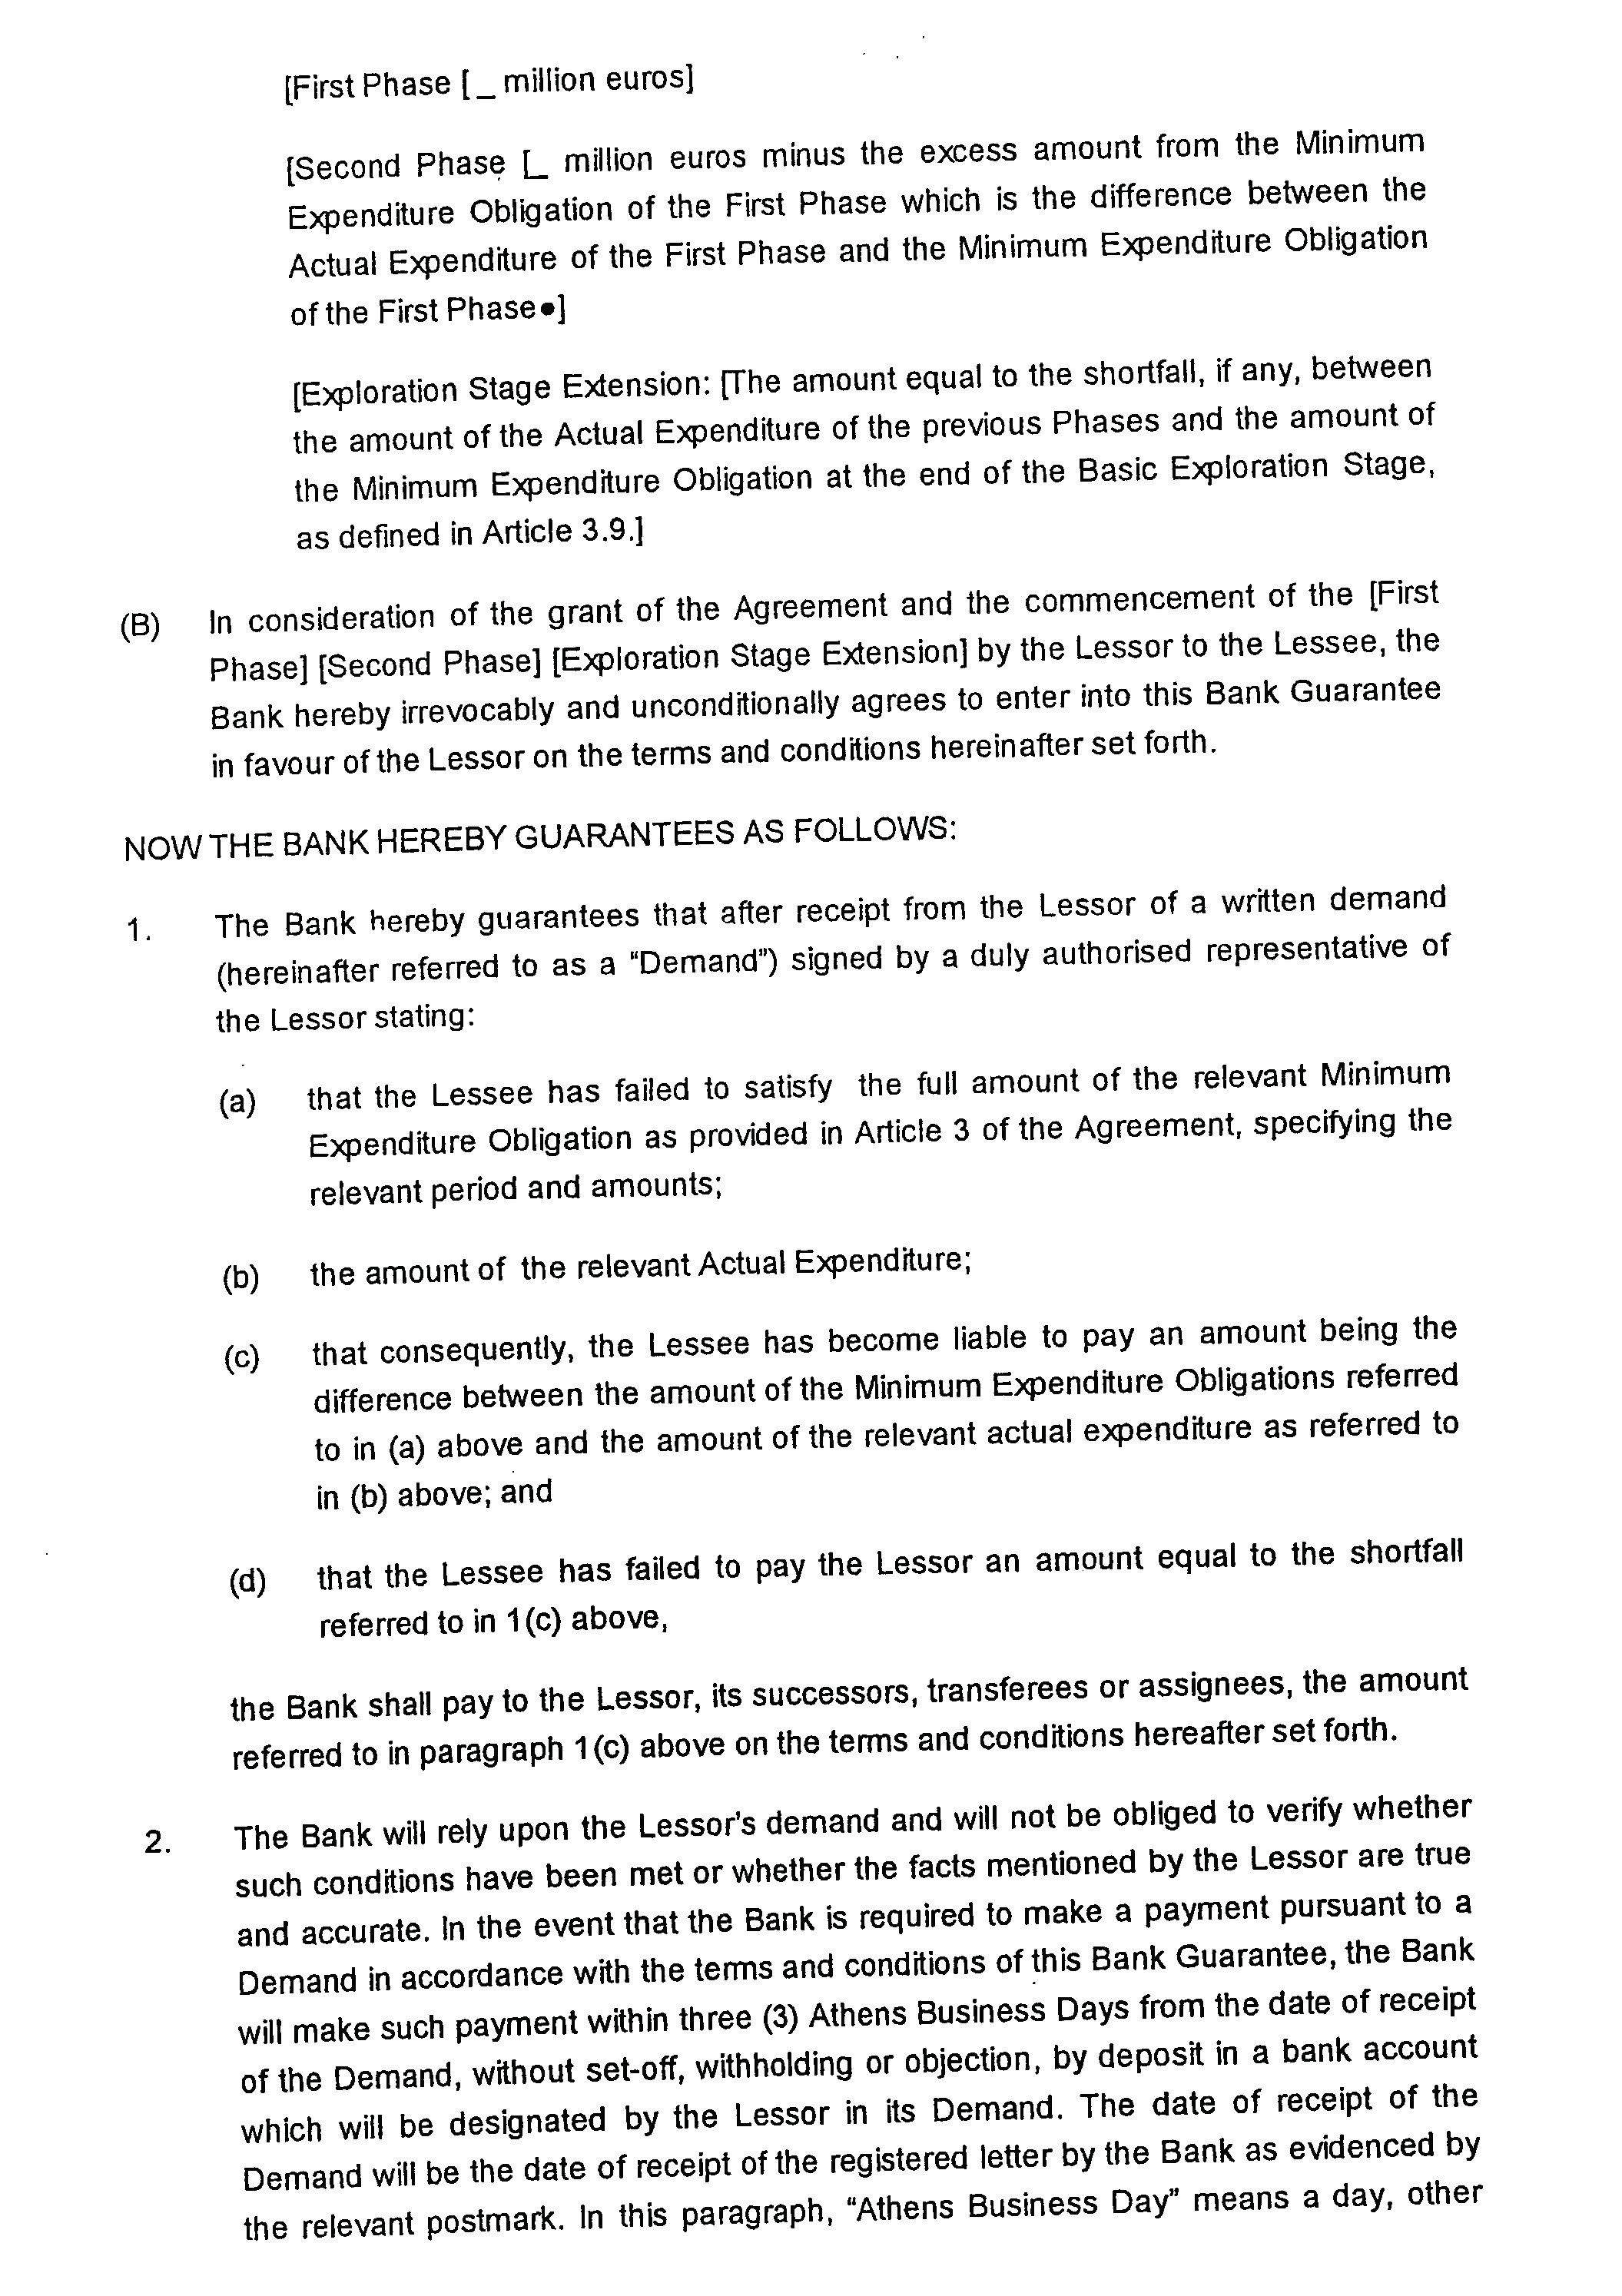 [First Phase [ _ million euros]
[Second Phase [_ million euros minus the excess amount from the Minimum
Expenditure Obligation of the First Phase which is the difference between the
Actual Expenditure of the First Phase and the Minimum Expenditure Obligation
of the First Phase●]
[Exploration Stage Extension: [The amount equal to the shortfall, if any, between
the amount of the Actual Expenditure of the previous Phases and the amount of
the Minimum Expenditure Obligation at the end of the Basic Exploration Stage,
as defined in Article 3.9.]
(B) In consideration of the grant of the Agreement and the commencement of the [First
Phase] [Second Phase] [Exploration Stage Extension] by the Lessor to the Lessee, the
Bank hereby irrevocably and unconditionally agrees to enter into this Bank Guarantee
in favour of the Lessor on the terms and conditions hereinafter set forth.
NOW THE BANK HEREBY GUARANTEES AS FOLLOWS:
1. The Bank hereby guarantees that after receipt from the Lessor of a written demand
(hereinafter referred to as a "Demand") signed by a duly authorised representative of
the Lessor stating:
(a) that the Lessee has failed to satisfy the full amount of the relevant Minimum
Expenditure Obligation as provided in Article 3 of the Agreement, specifying the
relevant period and amounts;
(b) the amount of the relevant Actual Expenditure;
(c) that consequently, the Lessee has become liable to pay an amount being the
difference between the amount of the Minimum Expenditure Obligations referred
to in (a) above and the amount of the relevant actual expenditure as referred to
in (b) above; and
(d) that the Lessee has failed to pay the Lessor an amount equal to the shortfall
referred to in 1(c) above,
the Bank shall pay to the Lessor, its successors, transferees or assignees, the amount
referred to in paragraph 1(c) above on the terms and conditions hereafter set forth.
2. The Bank will rely upon the Lessor's demand and will not be obliged to verify whether
such conditions have been met or whether the facts mentioned by the Lessor are true
and accurate. In the event that the Bank is required to make a payment pursuant to a
Demand in accordance with the terms and conditions of this Bank Guarantee, the Bank
will make such payment within three (3) Athens Business Days from the date of receipt
of the Demand, without set-off, withholding or objection, by deposit in a bank account
which will be designated by the Lessor in its Demand. The date of receipt of the
Demand will be the date of receipt of the registered letter by the Bank as evidenced by
the relevant postmark. In this paragraph, "Athens Business Day" means a day, other